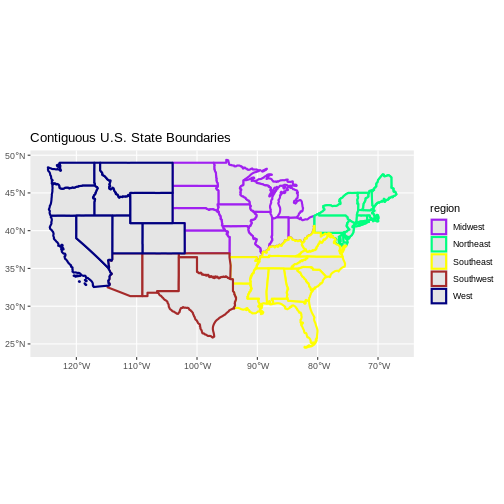 Contiguous U.S. State Boundaries
50°N
45°N
40°N
35°N
30°N
25°N
120°W
110°W
100°W
90°W
80°W
70°W
region
Midwest
Northeast
Southeast
Southwest
West